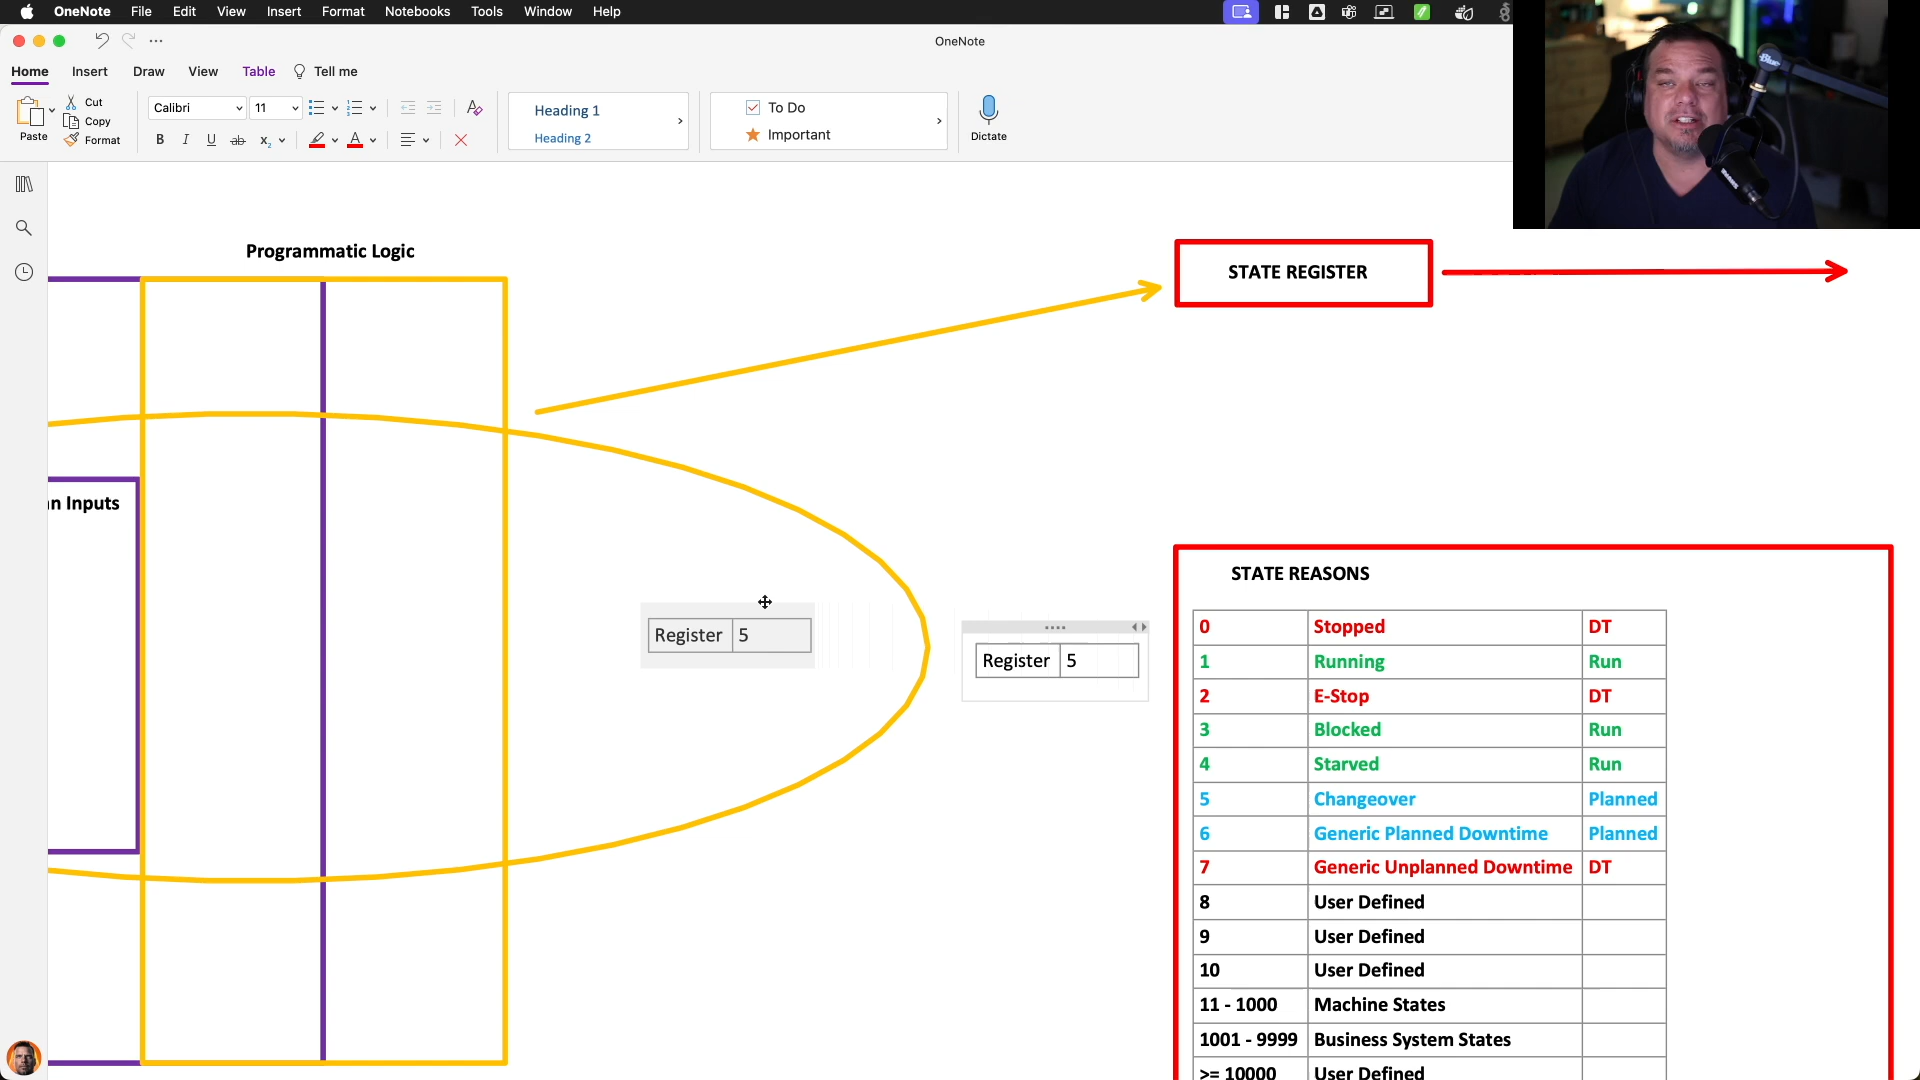 OneNote File Edit View Insert Format Notebooks Tools Window Help
OneNote
Home Insert Draw View Table Tell me
Paste
Cut
Copy
Format
Calibri 11
B I U ab x₂ A
Heading 1
Heading 2
To Do
Important
Dictate
Programmatic Logic
STATE REGISTER
n Inputs
Register 5
Register 5
STATE REASONS
0 Stopped DT
1 Running Run
2 E-Stop DT
3 Blocked Run
4 Starved Run
5 Changeover Planned
6 Generic Planned Downtime Planned
7 Generic Unplanned Downtime DT
8 User Defined
9 User Defined
10 User Defined
11 - 1000 Machine States
1001 - 9999 Business System States
>= 10000 User Defined
Blue